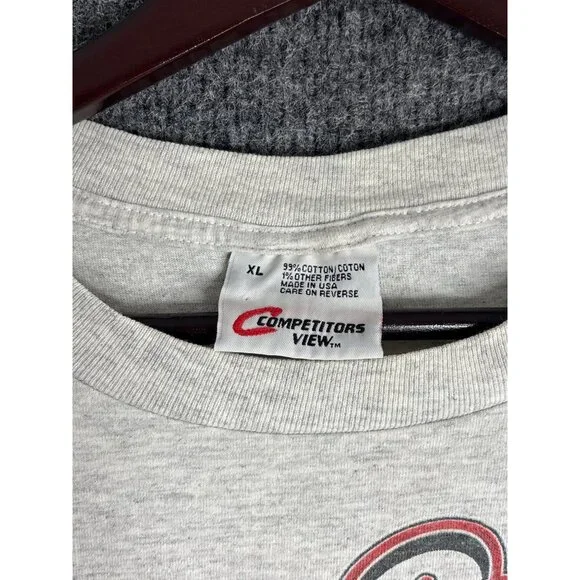 XL
99% COTTON/COTON
1% OTHER FIBERS
MADE IN USA
CARE ON REVERSE
COMPETITORS
VIEW™